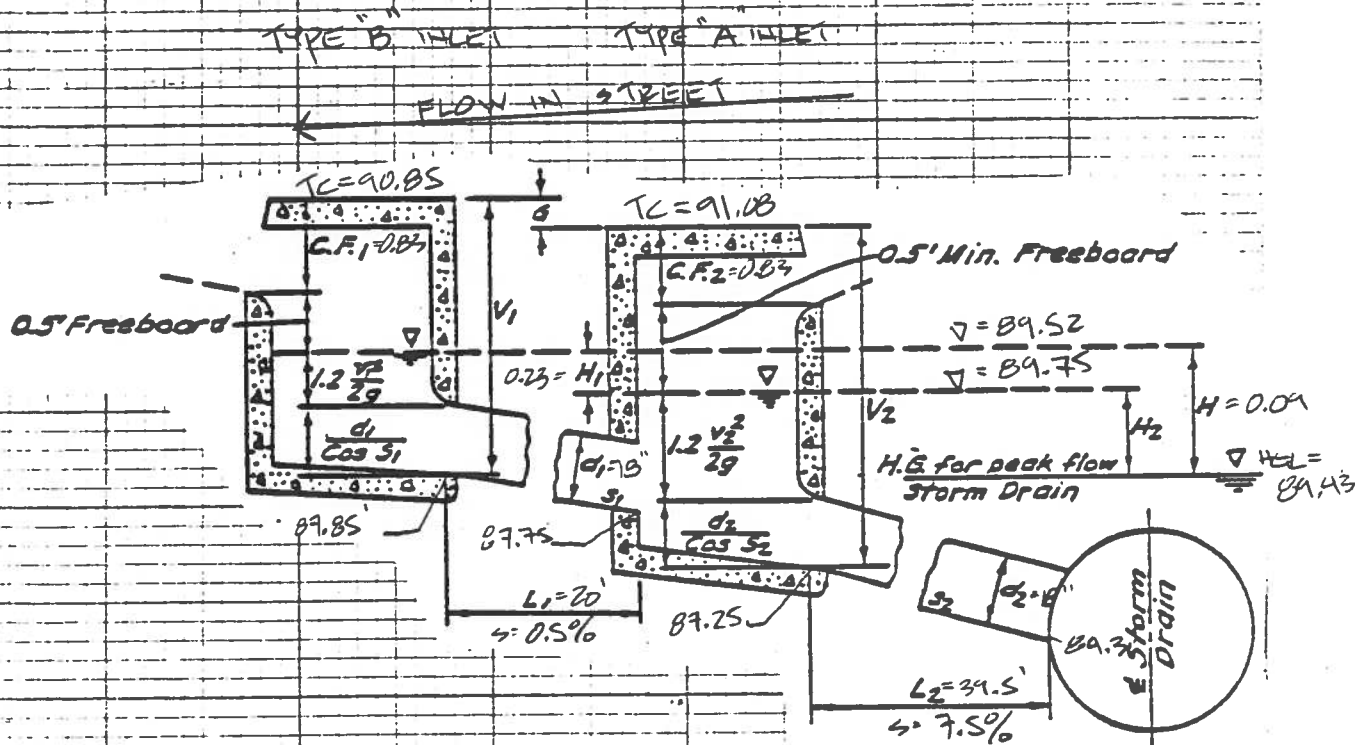 TYPE "B" INLET
TYPE "A" INLET
FLOW IN STREET
TC=90.85
TC=91.08
C.F.1=0.83
C.F.2=0.83
0.5' Min. Freeboard
0.5' Freeboard
V1
V2
▽ = 89.52
▽ = 89.75
0.23 = H1
H2
H = 0.09
1.2 v1²/2g
1.2 v2²/2g
d1/Cos S1
d2/Cos S2
d1=18"
S1
H.G. for peak flow
Storm Drain
HGL=
89.43
87.85'
87.75
87.25
L1=20'
s=0.5%
S2
d2=18"
Storm
Drain
L2=39.5'
s=7.5%